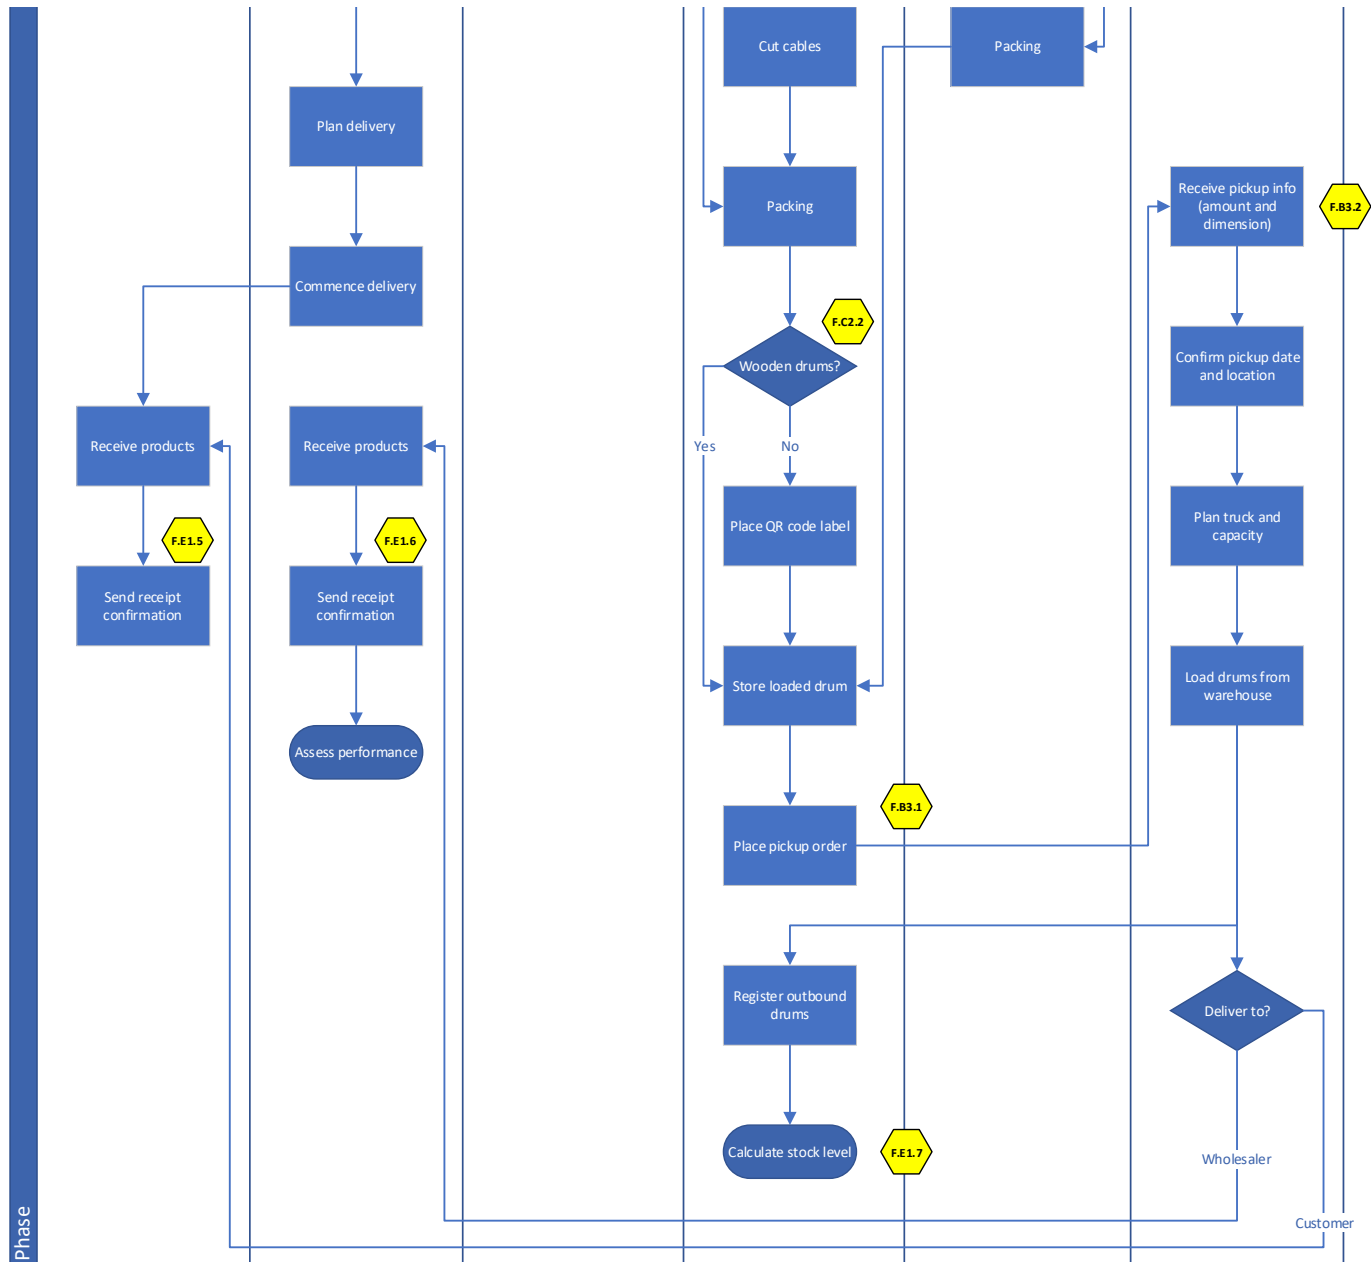 Cut cables
Packing
Plan delivery
Packing
Receive pickup info
(amount and
dimension)
F.B3.2
Commence delivery
F.C2.2
Wooden drums?
Confirm pickup date
and location
Receive products
Receive products
Yes
No
Place QR code label
Plan truck and
capacity
F.E1.5
F.E1.6
Send receipt
confirmation
Send receipt
confirmation
Store loaded drum
Load drums from
warehouse
Assess performance
F.B3.1
Place pickup order
Register outbound
drums
Deliver to?
Calculate stock level
F.E1.7
Wholesaler
Customer
Phase